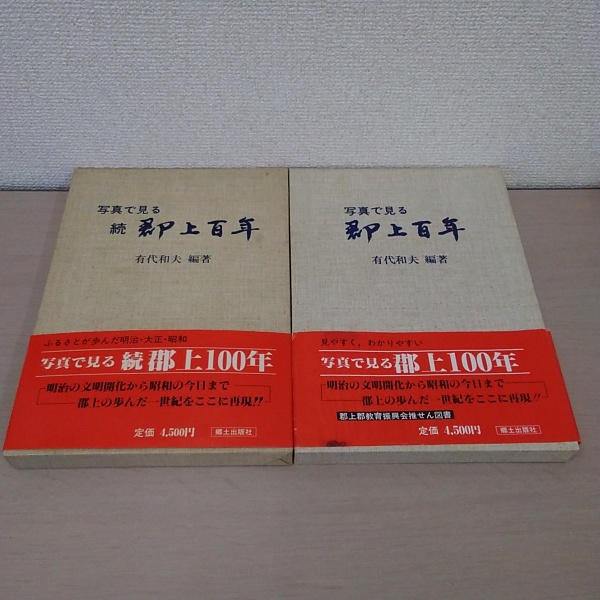 写真で見る
続 郡上百年
有代和夫 編著
ふるさとが歩んだ明治・大正・昭和
写真で見る 続 郡上100年
明治の文明開化から昭和の今日まで
郡上の歩んだ一世紀をここに再現!!
定価 4,500円 郷土出版社
写真で見る
郡上百年
有代和夫 編著
見やすく,わかりやすい
写真で見る 郡上100年
明治の文明開化から昭和の今日まで
郡上の歩んだ一世紀をここに再現!!
郡上郡教育振興会推せん図書
定価 4,500円 郷土出版社